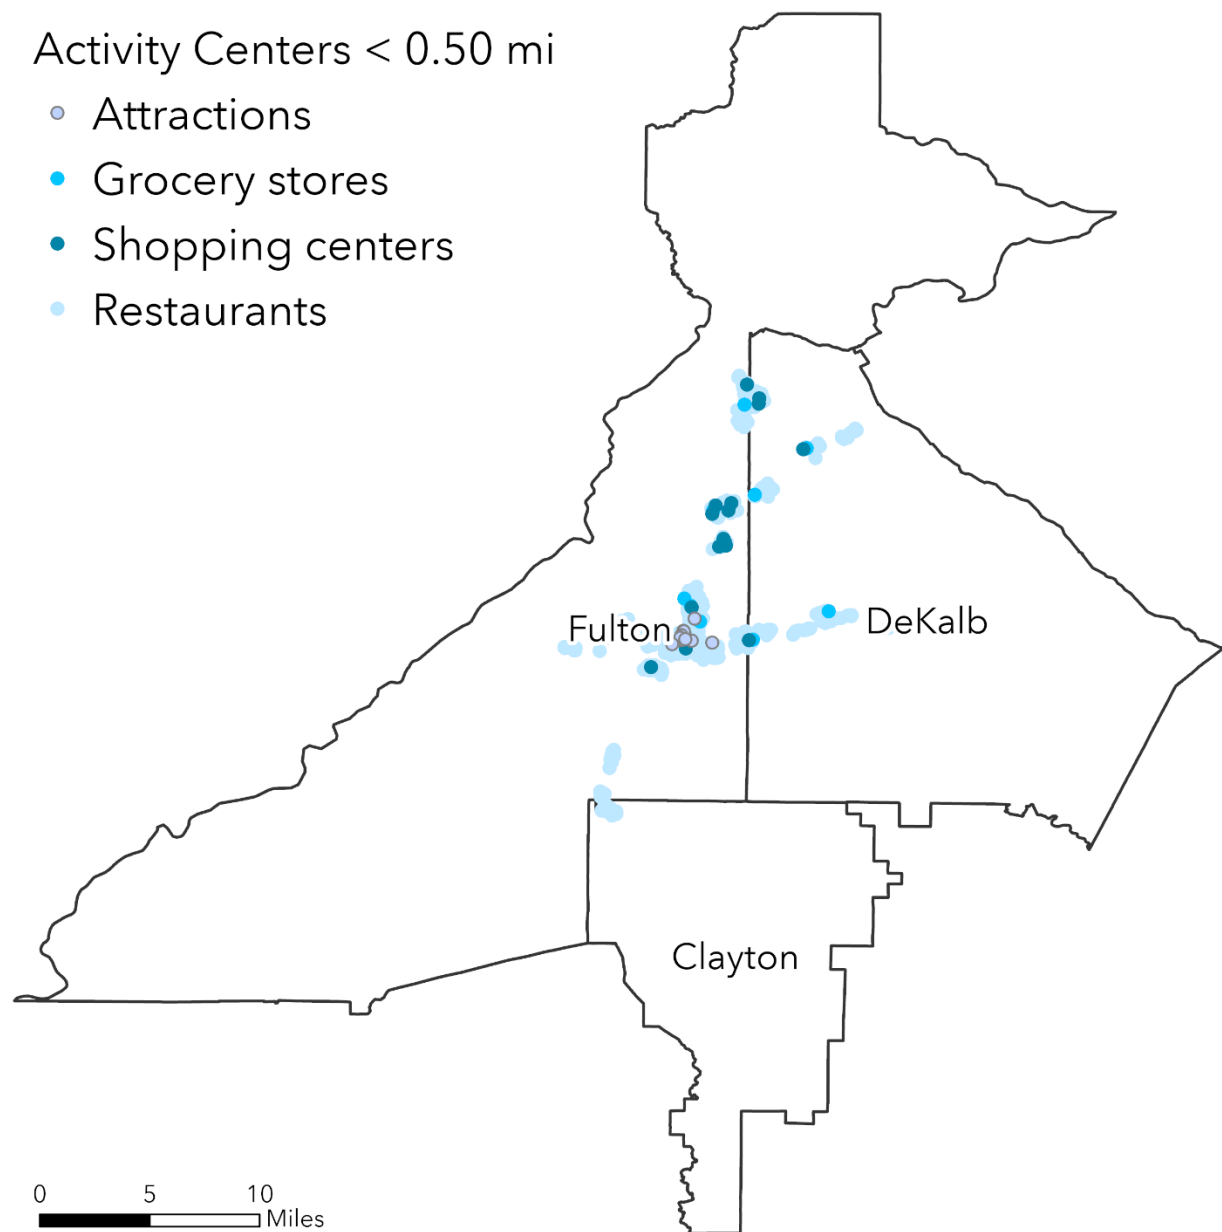 Activity Centers < 0.50 mi
Attractions
Grocery stores
Shopping centers
Restaurants
Fulton
DeKalb
Clayton
0 5 10
Miles